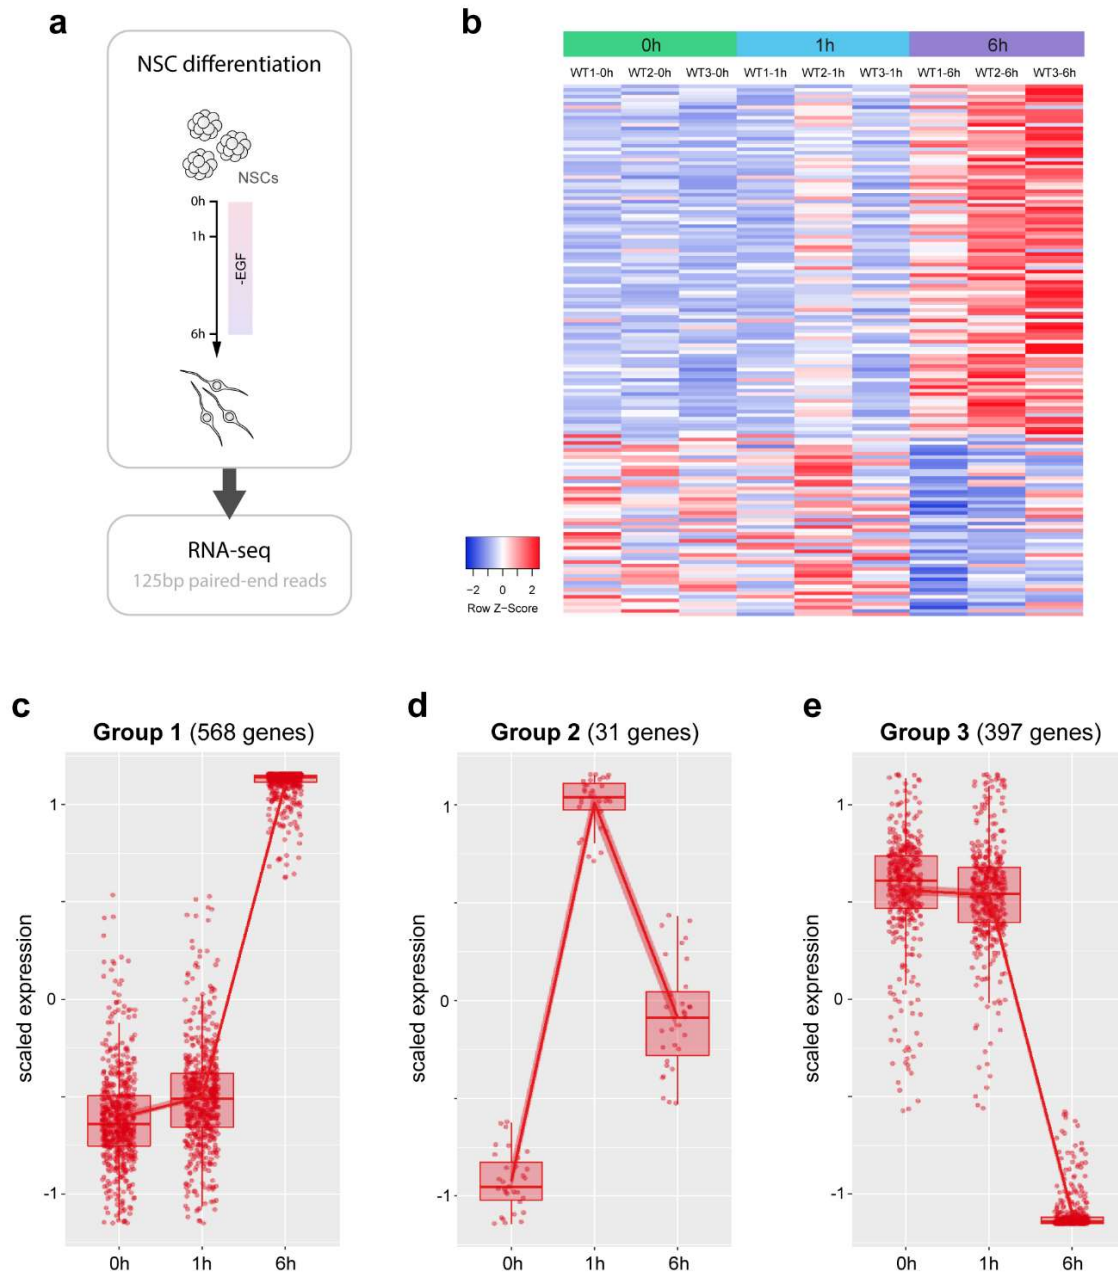 a
NSC differentiation
NSCs
0h
1h
-EGF
6h
RNA-seq
125bp paired-end reads
b
0h 1h 6h
WT1-0h WT2-0h WT3-0h WT1-1h WT2-1h WT3-1h WT1-6h WT2-6h WT3-6h
−2 0 2
Row Z−Score
c
Group 1 (568 genes)
scaled expression
1
0
-1
0h 1h 6h
d
Group 2 (31 genes)
scaled expression
1
0
-1
0h 1h 6h
e
Group 3 (397 genes)
scaled expression
1
0
-1
0h 1h 6h